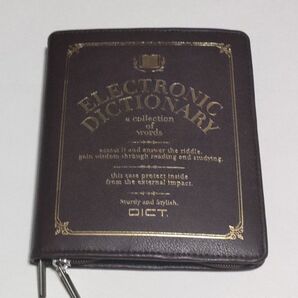 ELECTRONIC
DICTIONARY
a collection
of
words
access it and answer the riddle.
gain wisdom through reading and studying.
this case protect inside
from the external impact.
Sturdy and Stylish.
DICT.